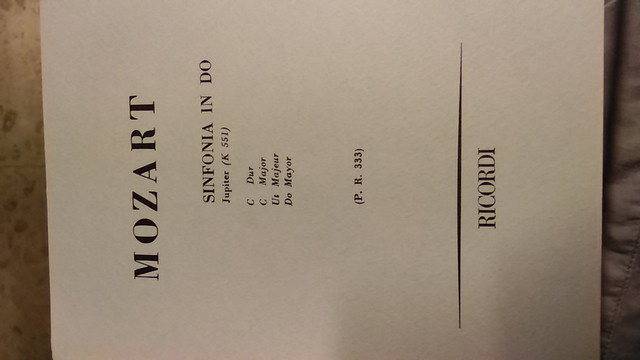 MOZART
SINFONIA IN DO
Jupiter (K 551)
C Dur
C Major
Ut Majeur
Do Mayor
(P. R. 333)
RICORDI